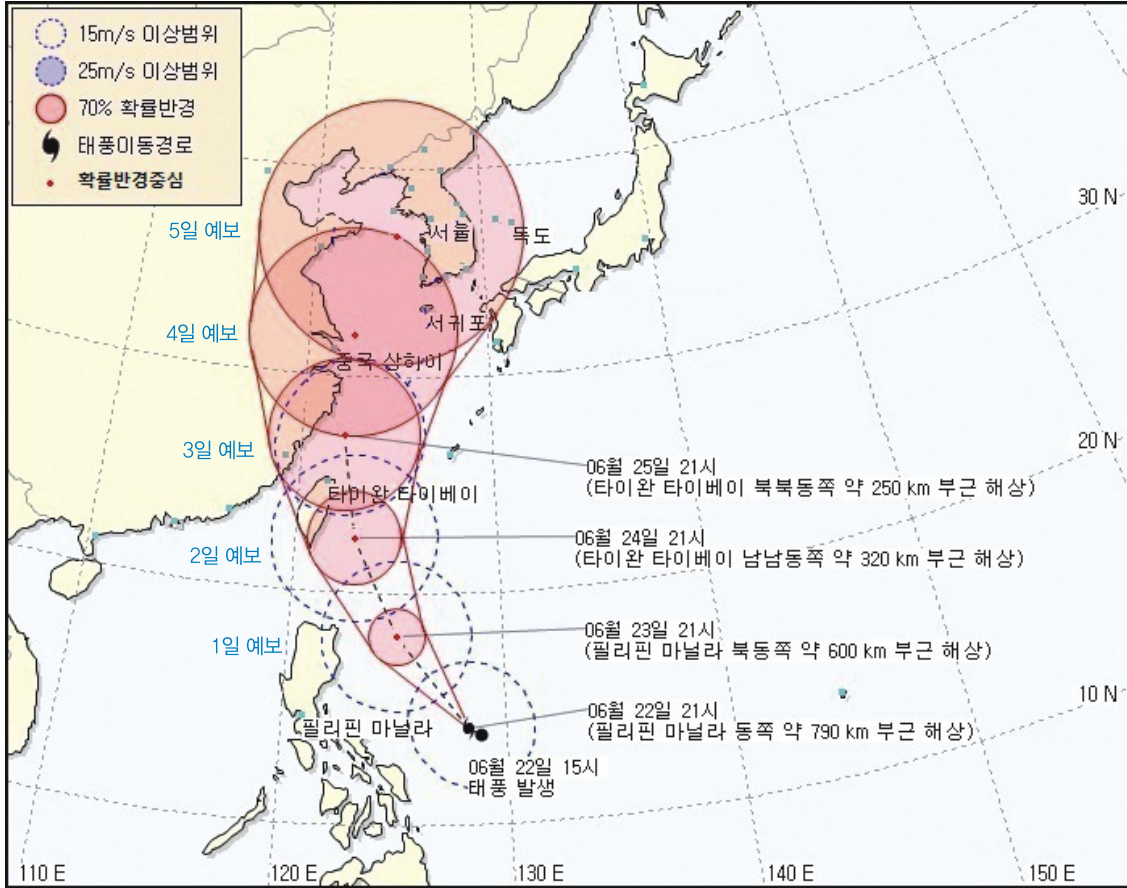 15m/s 이상범위
25m/s 이상범위
70% 확률반경
태풍이동경로
확률반경중심
30 N
5일 예보
서울
독도
4일 예보
서귀포
중국 상하이
3일 예보
20 N
06월 25일 21시
(타이완 타이베이 북북동쪽 약 250 km 부근 해상)
타이완 타이베이
2일 예보
06월 24일 21시
(타이완 타이베이 남남동쪽 약 320 km 부근 해상)
1일 예보
06월 23일 21시
(필리핀 마닐라 북동쪽 약 600 km 부근 해상)
10 N
06월 22일 21시
(필리핀 마닐라 동쪽 약 790 km 부근 해상)
필리핀 마닐라
06월 22일 15시
태풍 발생
110 E
120 E
130 E
140 E
150 E